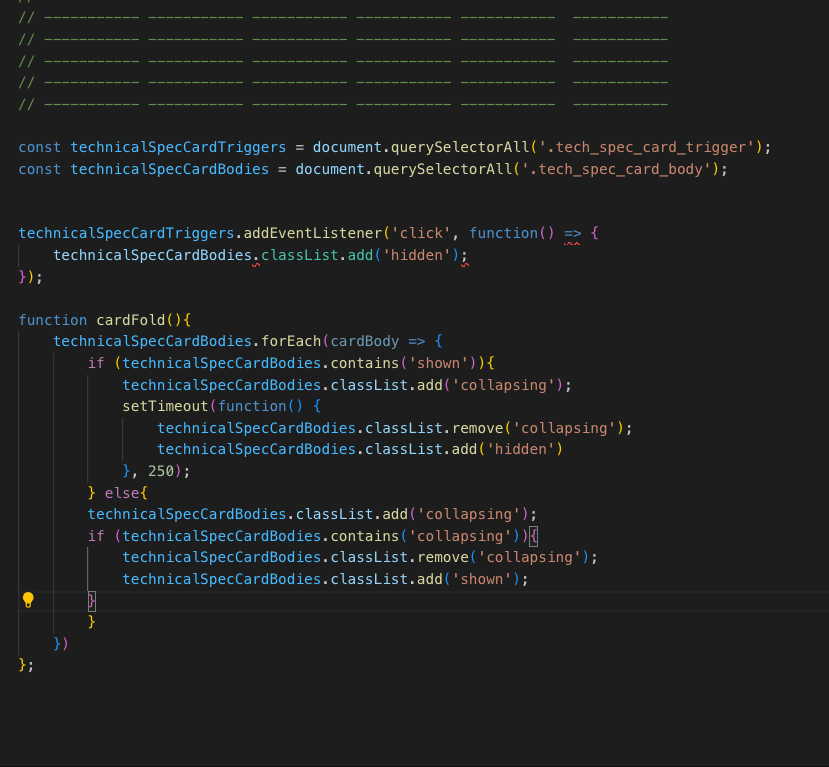 //
// ----------- ----------- ----------- ----------- -----------  -----------
// ----------- ----------- ----------- ----------- -----------  -----------
// ----------- ----------- ----------- ----------- -----------  -----------
// ----------- ----------- ----------- ----------- -----------  -----------
// ----------- ----------- ----------- ----------- -----------  -----------
const technicalSpecCardTriggers = document.querySelectorAll('.tech_spec_card_trigger');
const technicalSpecCardBodies = document.querySelectorAll('.tech_spec_card_body');
technicalSpecCardTriggers.addEventListener('click', function() => {
    technicalSpecCardBodies.classList.add('hidden');
});
function cardFold(){
    technicalSpecCardBodies.forEach(cardBody => {
        if (technicalSpecCardBodies.contains('shown')){
            technicalSpecCardBodies.classList.add('collapsing');
            setTimeout(function() {
                technicalSpecCardBodies.classList.remove('collapsing');
                technicalSpecCardBodies.classList.add('hidden')
            }, 250);
        } else{
        technicalSpecCardBodies.classList.add('collapsing');
        if (technicalSpecCardBodies.contains('collapsing')){
            technicalSpecCardBodies.classList.remove('collapsing');
            technicalSpecCardBodies.classList.add('shown');
        }
        }
    })
};